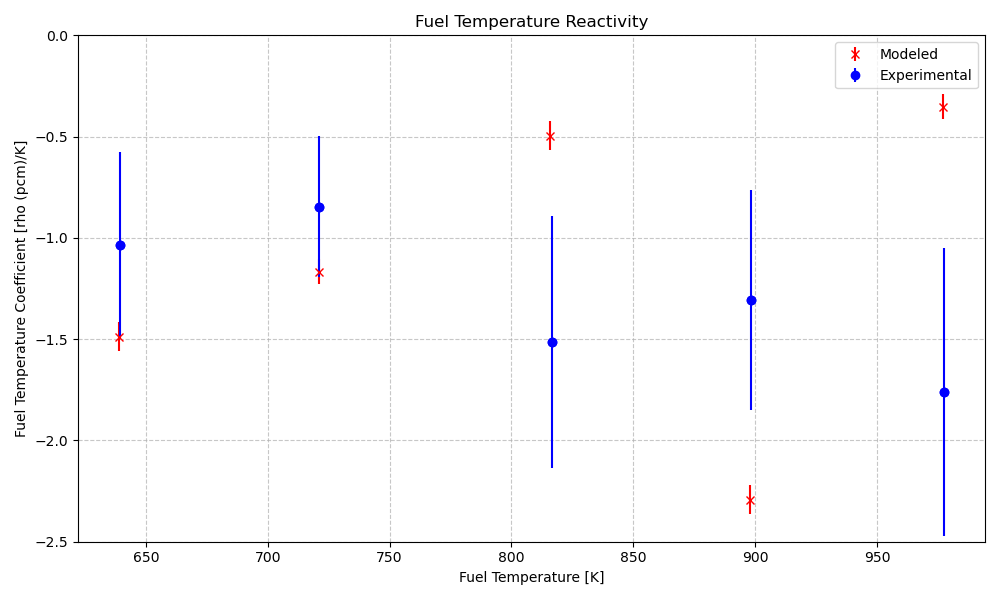 Fuel Temperature Reactivity
Modeled
Experimental
Fuel Temperature Coefficient [rho (pcm)/K]
0.0
−0.5
−1.0
−1.5
−2.0
−2.5
650 700 750 800 850 900 950
Fuel Temperature [K]